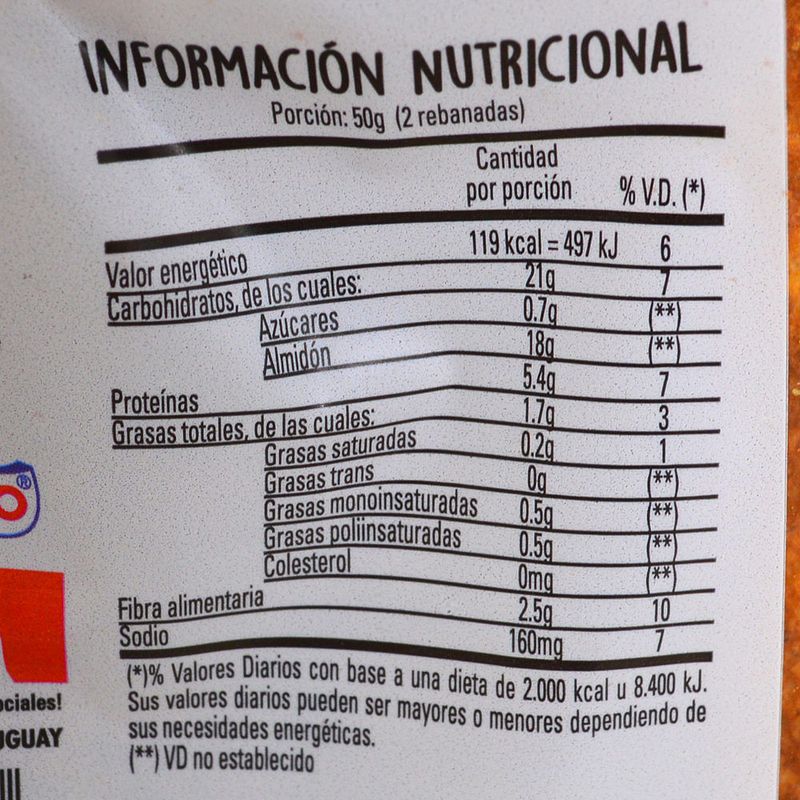 INFORMACIÓN NUTRICIONAL
Porción: 50g (2 rebanadas)
Cantidad por porción % V.D. (*)
Valor energético 119 kcal = 497 kJ 6
Carbohidratos, de los cuales: 21g 7
Azúcares 0.7g (**)
Almidón 18g (**)
Proteínas 5.4g 7
Grasas totales, de las cuales: 1.7g 3
Grasas saturadas 0.2g 1
Grasas trans 0g (**)
Grasas monoinsaturadas 0.5g (**)
Grasas poliinsaturadas 0.5g (**)
Colesterol 0mg (**)
Fibra alimentaria 2.5g 10
Sodio 160mg 7
(*)% Valores Diarios con base a una dieta de 2.000 kcal u 8.400 kJ.
Sus valores diarios pueden ser mayores o menores dependiendo de
sus necesidades energéticas.
(**) VD no establecido